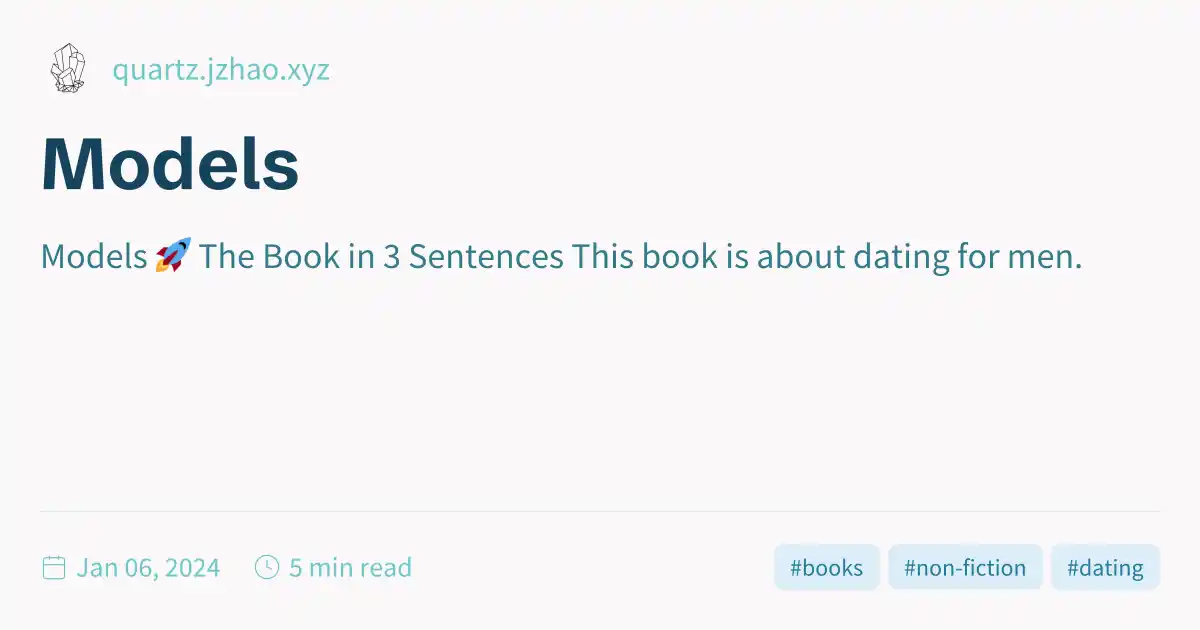 quartz.jzhao.xyz
Models
Models 🚀 The Book in 3 Sentences This book is about dating for men.
Jan 06, 2024 5 min read #books #non-fiction #dating